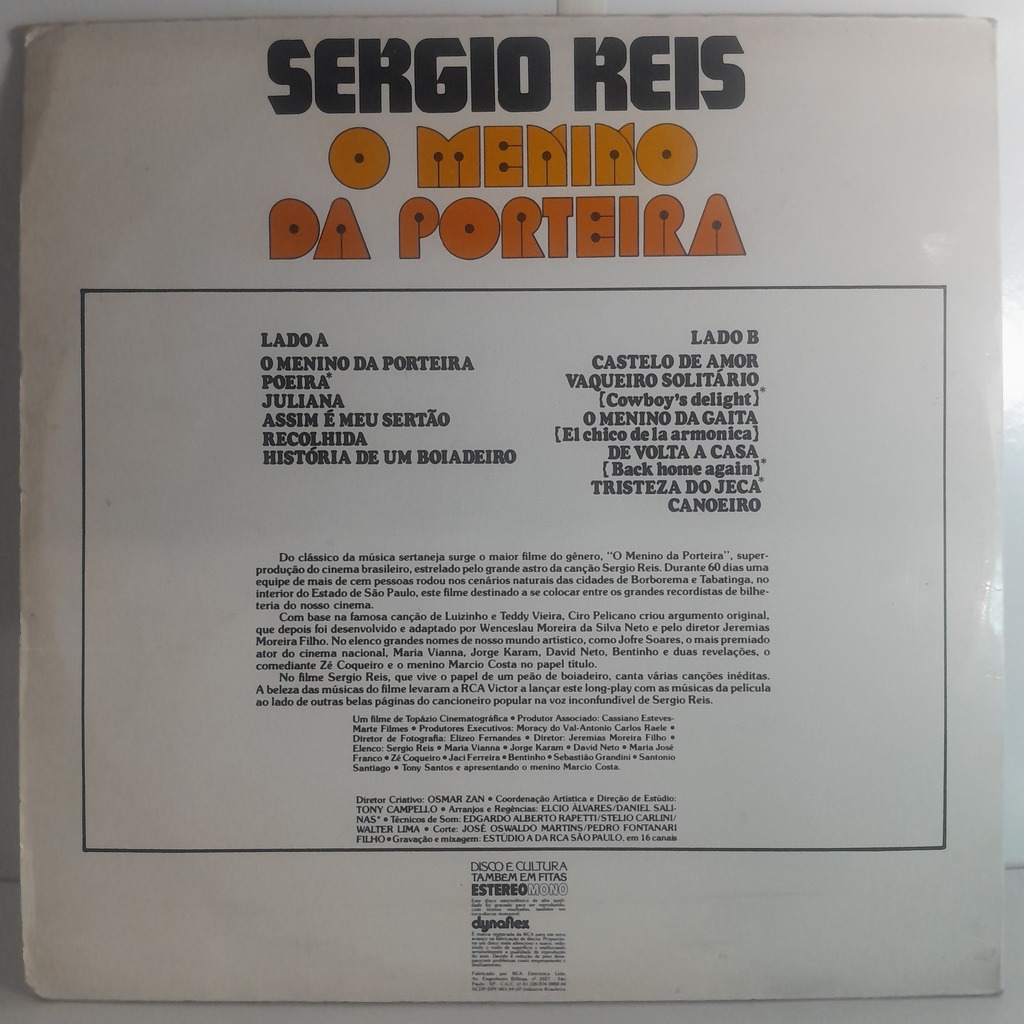 SERGIO REIS
O MENINO
DA PORTEIRA
LADO A
O MENINO DA PORTEIRA
POEIRA*
JULIANA
ASSIM É MEU SERTÃO
RECOLHIDA
HISTÓRIA DE UM BOIADEIRO
LADO B
CASTELO DE AMOR
VAQUEIRO SOLITÁRIO
[Cowboy's delight]*
O MENINO DA GAITA
[El chico de la armonica]
DE VOLTA A CASA
[Back home again]*
TRISTEZA DO JECA*
CANOEIRO
Do clássico da música sertaneja surge o maior filme do gênero, "O Menino da Porteira", super-
produção do cinema brasileiro, estrelado pelo grande astro da canção Sergio Reis. Durante 60 dias uma
equipe de mais de cem pessoas rodou nos cenários naturais das cidades de Borborema e Tabatinga, no
interior do Estado de São Paulo, este filme destinado a se colocar entre os grandes recordistas de bilhe-
teria do nosso cinema.
Com base na famosa canção de Luizinho e Teddy Vieira, Ciro Pelicano criou argumento original,
que depois foi desenvolvido e adaptado por Wenceslau Moreira da Silva Neto e pelo diretor Jeremias
Moreira Filho. No elenco grandes nomes de nosso mundo artístico, como Jofre Soares, o mais premiado
ator do cinema nacional, Maria Vianna, Jorge Karam, David Neto, Bentinho e duas revelações, o
comediante Zé Coqueiro e o menino Marcio Costa no papel título.
No filme Sergio Reis, que vive o papel de um peão de boiadeiro, canta várias canções inéditas.
A beleza das músicas do filme levaram a RCA Victor a lançar este long-play com as músicas da película
ao lado de outras belas páginas do cancioneiro popular na voz inconfundível de Sergio Reis.
Um filme de Topázio Cinematográfica • Produtor Associado: Cassiano Esteves-
Marte Filmes • Produtores Executivos: Moracy do Val-Antonio Carlos Raele •
Diretor de Fotografia: Elizeo Fernandes • Diretor: Jeremias Moreira Filho •
Elenco: Sergio Reis • Maria Vianna • Jorge Karam • David Neto • Maria José
Franco • Zé Coqueiro • Jaci Ferreira • Bentinho • Sebastião Grandini • Santonio
Santiago • Tony Santos e apresentando o menino Marcio Costa.
Diretor Criativo: OSMAR ZAN • Coordenação Artística e Direção de Estúdio:
TONY CAMPELLO • Arranjos e Regências: ELCIO ÁLVARES/DANIEL SALI-
NAS* • Técnicos de Som: EDGARDO ALBERTO RAPETTI/STELIO CARLINI/
WALTER LIMA • Corte: JOSÉ OSWALDO MARTINS/PEDRO FONTANARI
FILHO • Gravação e mixagem: ESTÚDIO A DA RCA SÃO PAULO, em 16 canais
DISCO É CULTURA
TAMBÉM EM FITAS
ESTEREO MONO
dynaflex